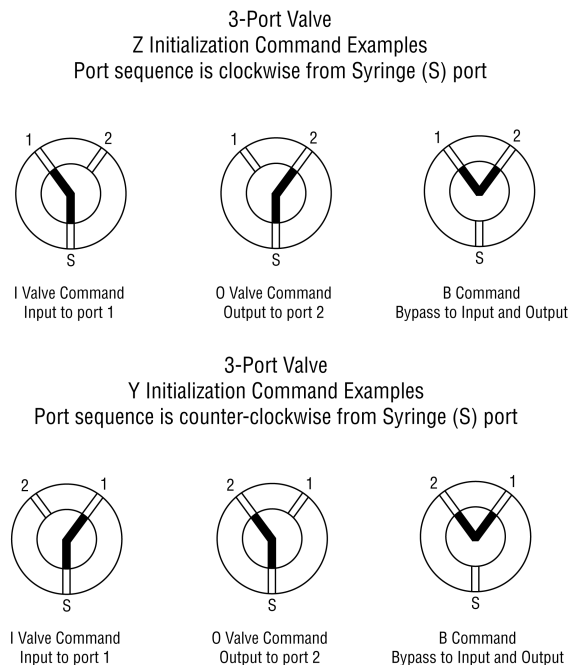 3-Port Valve
Z Initialization Command Examples
Port sequence is clockwise from Syringe (S) port
1 2 1 2 1 2
S S S
I Valve Command O Valve Command B Command
Input to port 1 Output to port 2 Bypass to Input and Output
3-Port Valve
Y Initialization Command Examples
Port sequence is counter-clockwise from Syringe (S) port
2 1 2 1 2 1
S S S
I Valve Command O Valve Command B Command
Input to port 1 Output to port 2 Bypass to Input and Output